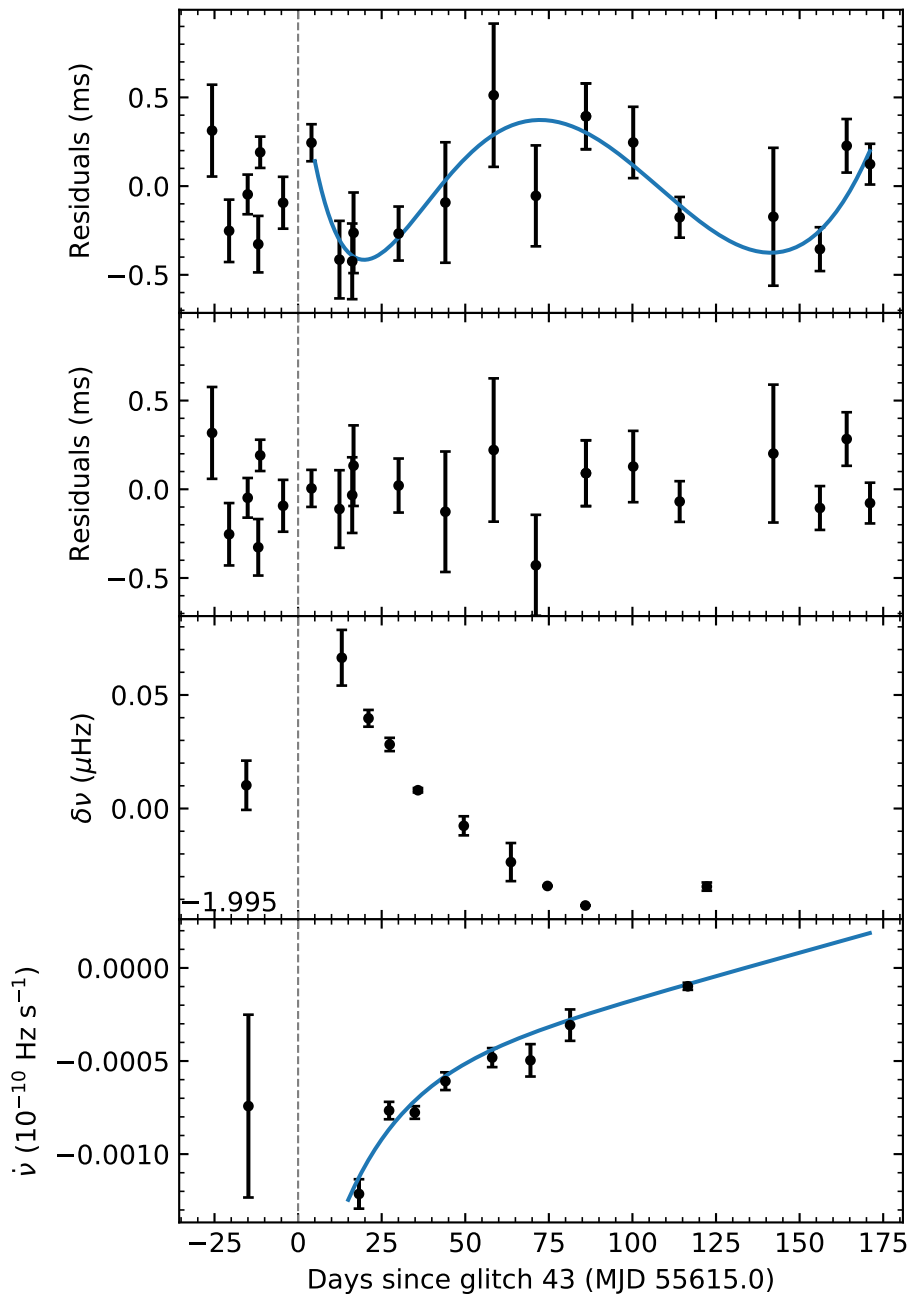 Residuals (ms)
0.5
0.0
−0.5
Residuals (ms)
0.5
0.0
−0.5
δν (μHz)
0.05
0.00
−1.995
ν̇ (10⁻¹⁰ Hz s⁻¹)
0.0000
−0.0005
−0.0010
−25 0 25 50 75 100 125 150 175
Days since glitch 43 (MJD 55615.0)